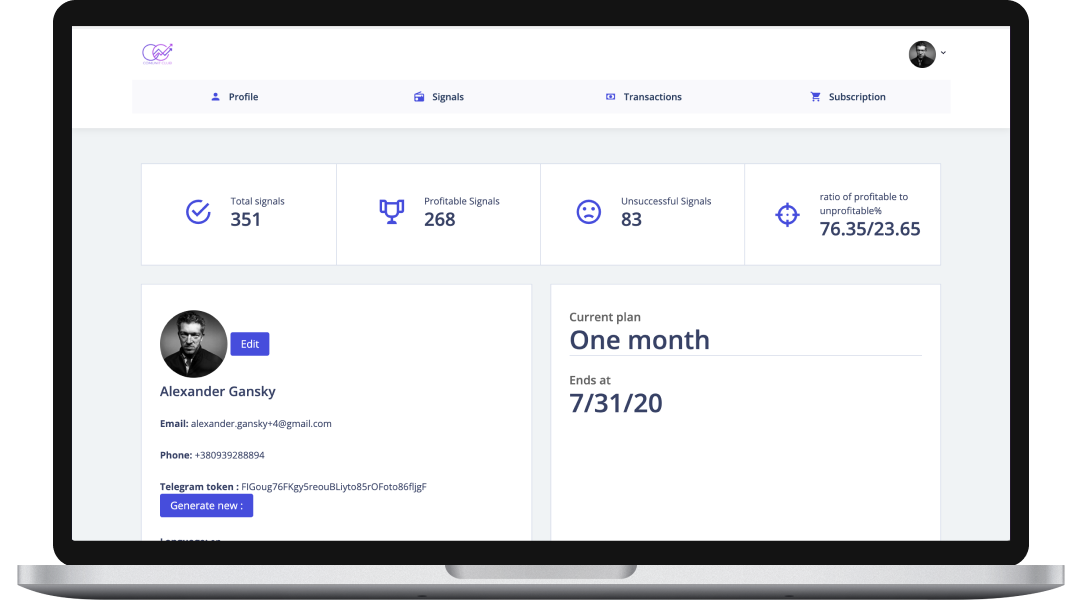 Profile
Signals
Transactions
Subscription
Total signals
351
Profitable Signals
268
Unsuccessful Signals
83
ratio of profitable to
unprofitable%
76.35/23.65
Edit
Alexander Gansky
Email: alexander.gansky+4@gmail.com
Phone: +380939288894
Telegram token : FIGoug76FKgy5reouBLiyto85rOFoto86fljgF
Generate new :
Current plan
One month
Ends at
7/31/20